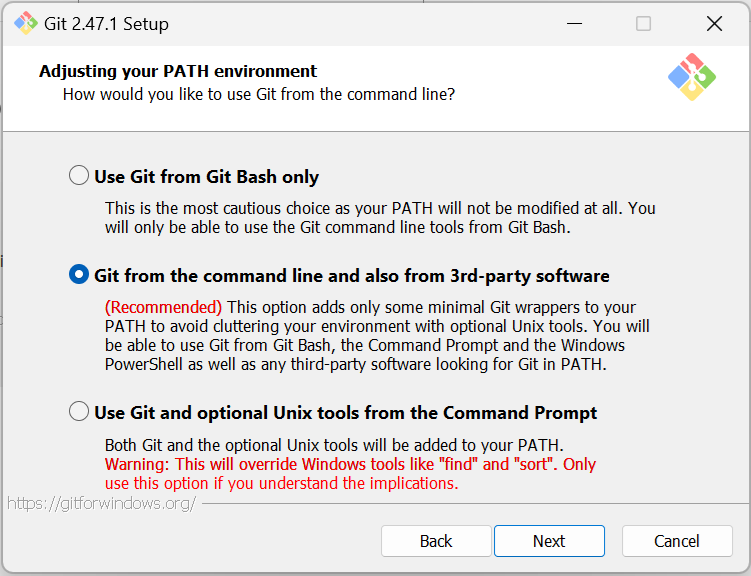 Git 2.47.1 Setup
Adjusting your PATH environment
How would you like to use Git from the command line?
Use Git from Git Bash only
This is the most cautious choice as your PATH will not be modified at all. You
will only be able to use the Git command line tools from Git Bash.
Git from the command line and also from 3rd-party software
(Recommended) This option adds only some minimal Git wrappers to your
PATH to avoid cluttering your environment with optional Unix tools. You will
be able to use Git from Git Bash, the Command Prompt and the Windows
PowerShell as well as any third-party software looking for Git in PATH.
Use Git and optional Unix tools from the Command Prompt
Both Git and the optional Unix tools will be added to your PATH.
Warning: This will override Windows tools like "find" and "sort". Only
use this option if you understand the implications.
https://gitforwindows.org/
Back Next Cancel